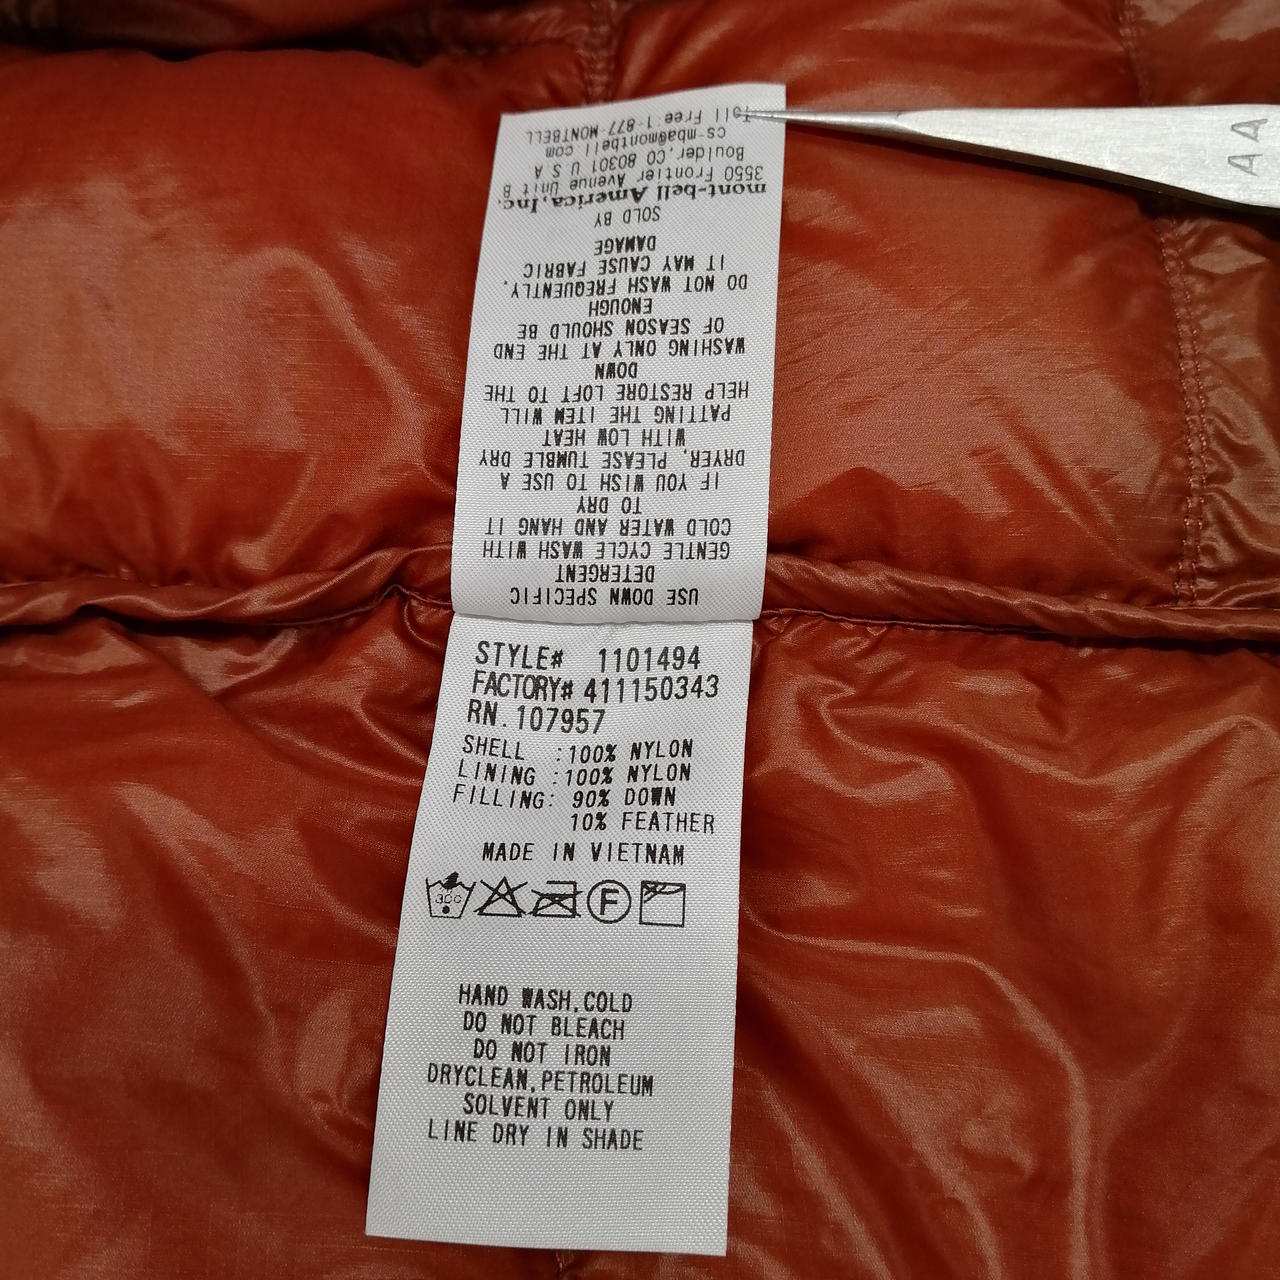 USE DOWN SPECIFIC
DETERGENT
GENTLE CYCLE WASH WITH
COLD WATER AND HANG IT
TO DRY
IF YOU WISH TO USE A
DRYER, PLEASE TUMBLE DRY
WITH LOW HEAT
PATTING THE ITEM WILL
HELP RESTORE LOFT TO THE
DOWN
WASHING ONLY AT THE END
OF SEASON SHOULD BE
ENOUGH
DO NOT WASH FREQUENTLY,
IT MAY CAUSE FABRIC
DAMAGE
SOLD BY
mont-bell America, Inc.
3550 Frontier Avenue Unit B
Boulder, CO 80301 U S A
cs-mba@montbell com
Toll Free:1-877-MONTBELL
STYLE# 1101494
FACTORY# 411150343
RN. 107957
SHELL :100% NYLON
LINING :100% NYLON
FILLING: 90% DOWN
10% FEATHER
MADE IN VIETNAM
30C F
HAND WASH,COLD
DO NOT BLEACH
DO NOT IRON
DRYCLEAN,PETROLEUM
SOLVENT ONLY
LINE DRY IN SHADE
AA